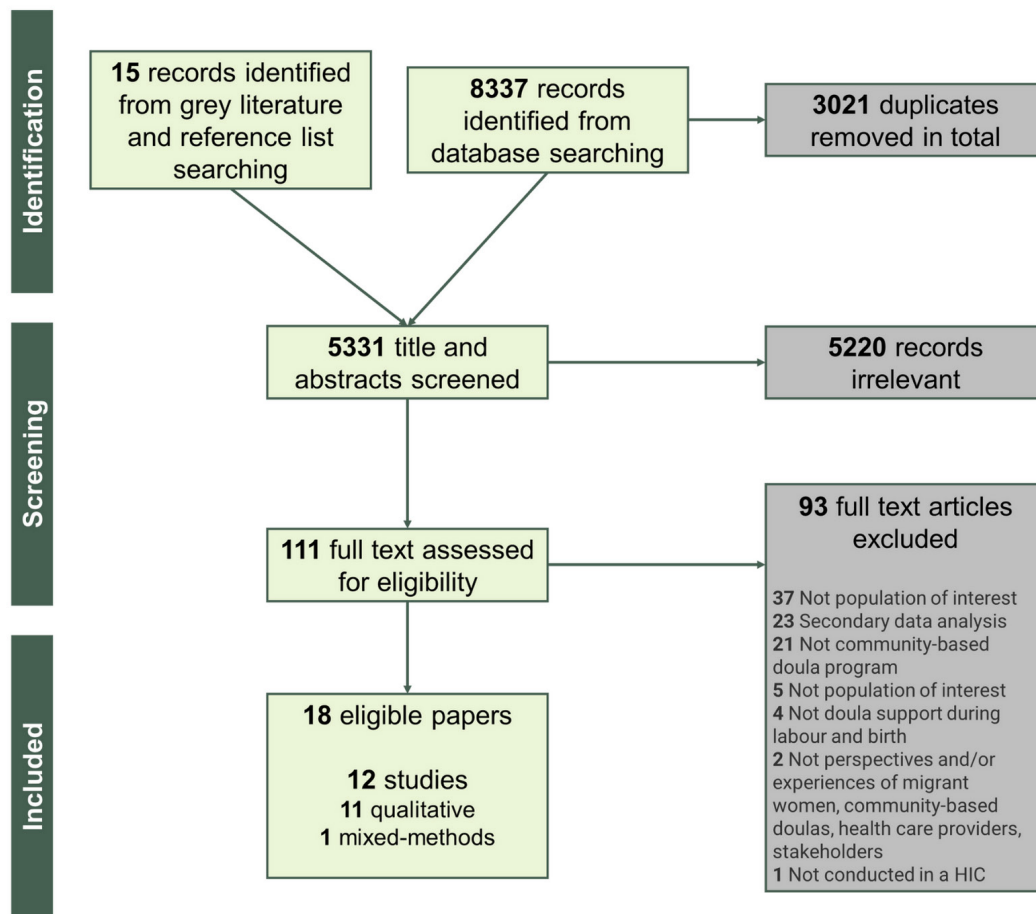 Identification
15 records identified
from grey literature
and reference list
searching
8337 records
identified from
database searching
3021 duplicates
removed in total
Screening
5331 title and
abstracts screened
5220 records
irrelevant
111 full text assessed
for eligibility
93 full text articles
excluded
37 Not population of interest
23 Secondary data analysis
21 Not community-based
doula program
5 Not population of interest
4 Not doula support during
labour and birth
2 Not perspectives and/or
experiences of migrant
women, community-based
doulas, health care providers,
stakeholders
1 Not conducted in a HIC
Included
18 eligible papers
12 studies
11 qualitative
1 mixed-methods